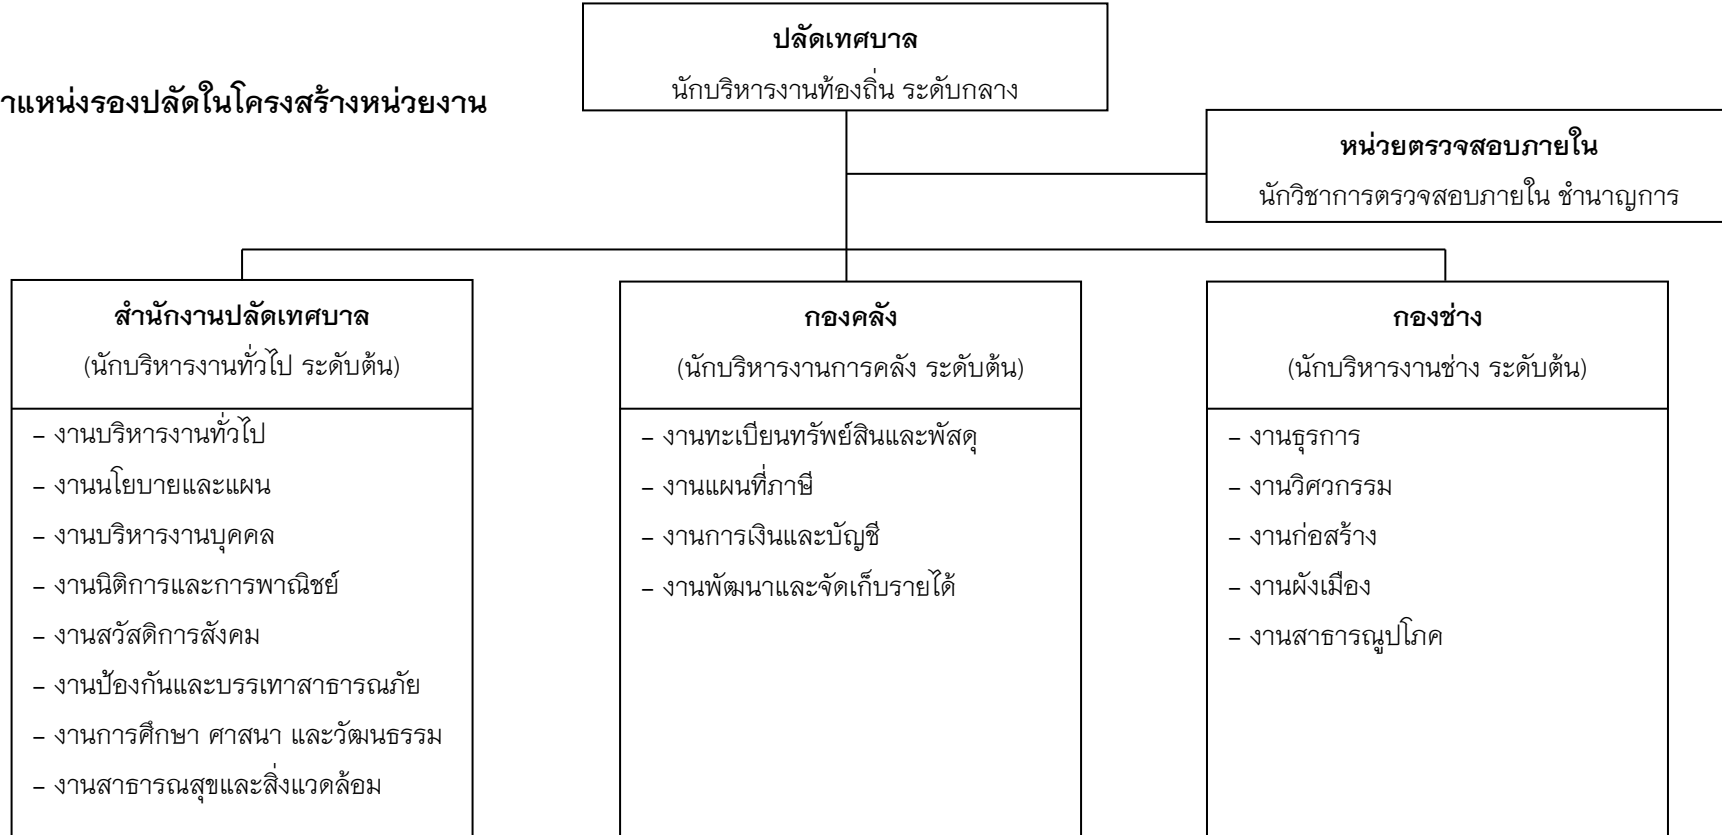 ปลัดเทศบาล
นักบริหารงานท้องถิ่น ระดับกลาง
าแหน่งรองปลัดในโครงสร้างหน่วยงาน
หน่วยตรวจสอบภายใน
นักวิชาการตรวจสอบภายใน ชำนาญการ
สำนักงานปลัดเทศบาล
(นักบริหารงานทั่วไป ระดับต้น)
– งานบริหารงานทั่วไป
– งานนโยบายและแผน
– งานบริหารงานบุคคล
– งานนิติการและการพาณิชย์
– งานสวัสดิการสังคม
– งานป้องกันและบรรเทาสาธารณภัย
– งานการศึกษา ศาสนา และวัฒนธรรม
– งานสาธารณสุขและสิ่งแวดล้อม
กองคลัง
(นักบริหารงานการคลัง ระดับต้น)
– งานทะเบียนทรัพย์สินและพัสดุ
– งานแผนที่ภาษี
– งานการเงินและบัญชี
– งานพัฒนาและจัดเก็บรายได้
กองช่าง
(นักบริหารงานช่าง ระดับต้น)
– งานธุรการ
– งานวิศวกรรม
– งานก่อสร้าง
– งานผังเมือง
– งานสาธารณูปโภค